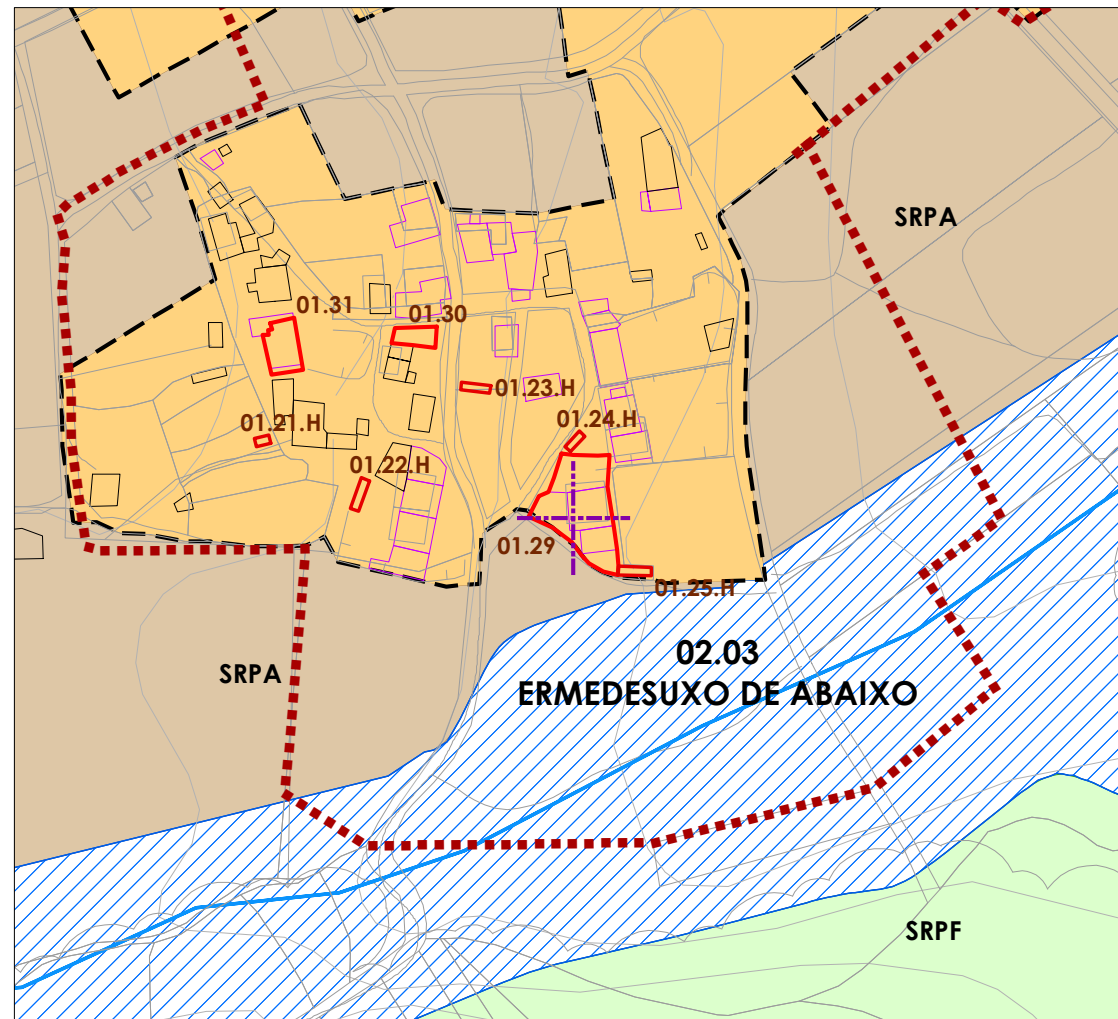 SRPA
01.31
01.30
01.23.H
01.24.H
01.21.H
01.22.H
01.29
01.25.H
02.03
ERMEDESUXO DE ABAIXO
SRPA
SRPF